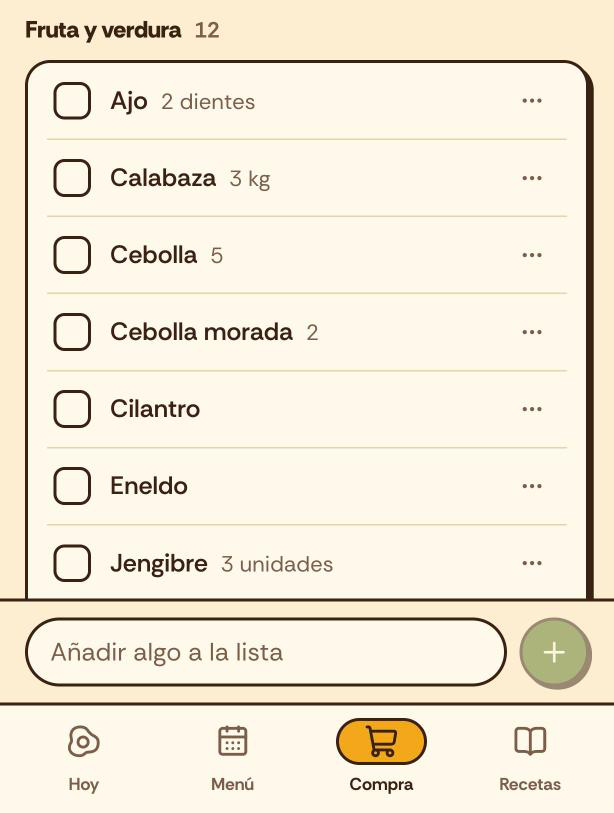 Fruta y verdura 12
Ajo 2 dientes
Calabaza 3 kg
Cebolla 5
Cebolla morada 2
Cilantro
Eneldo
Jengibre 3 unidades
Añadir algo a la lista
Hoy Menú Compra Recetas